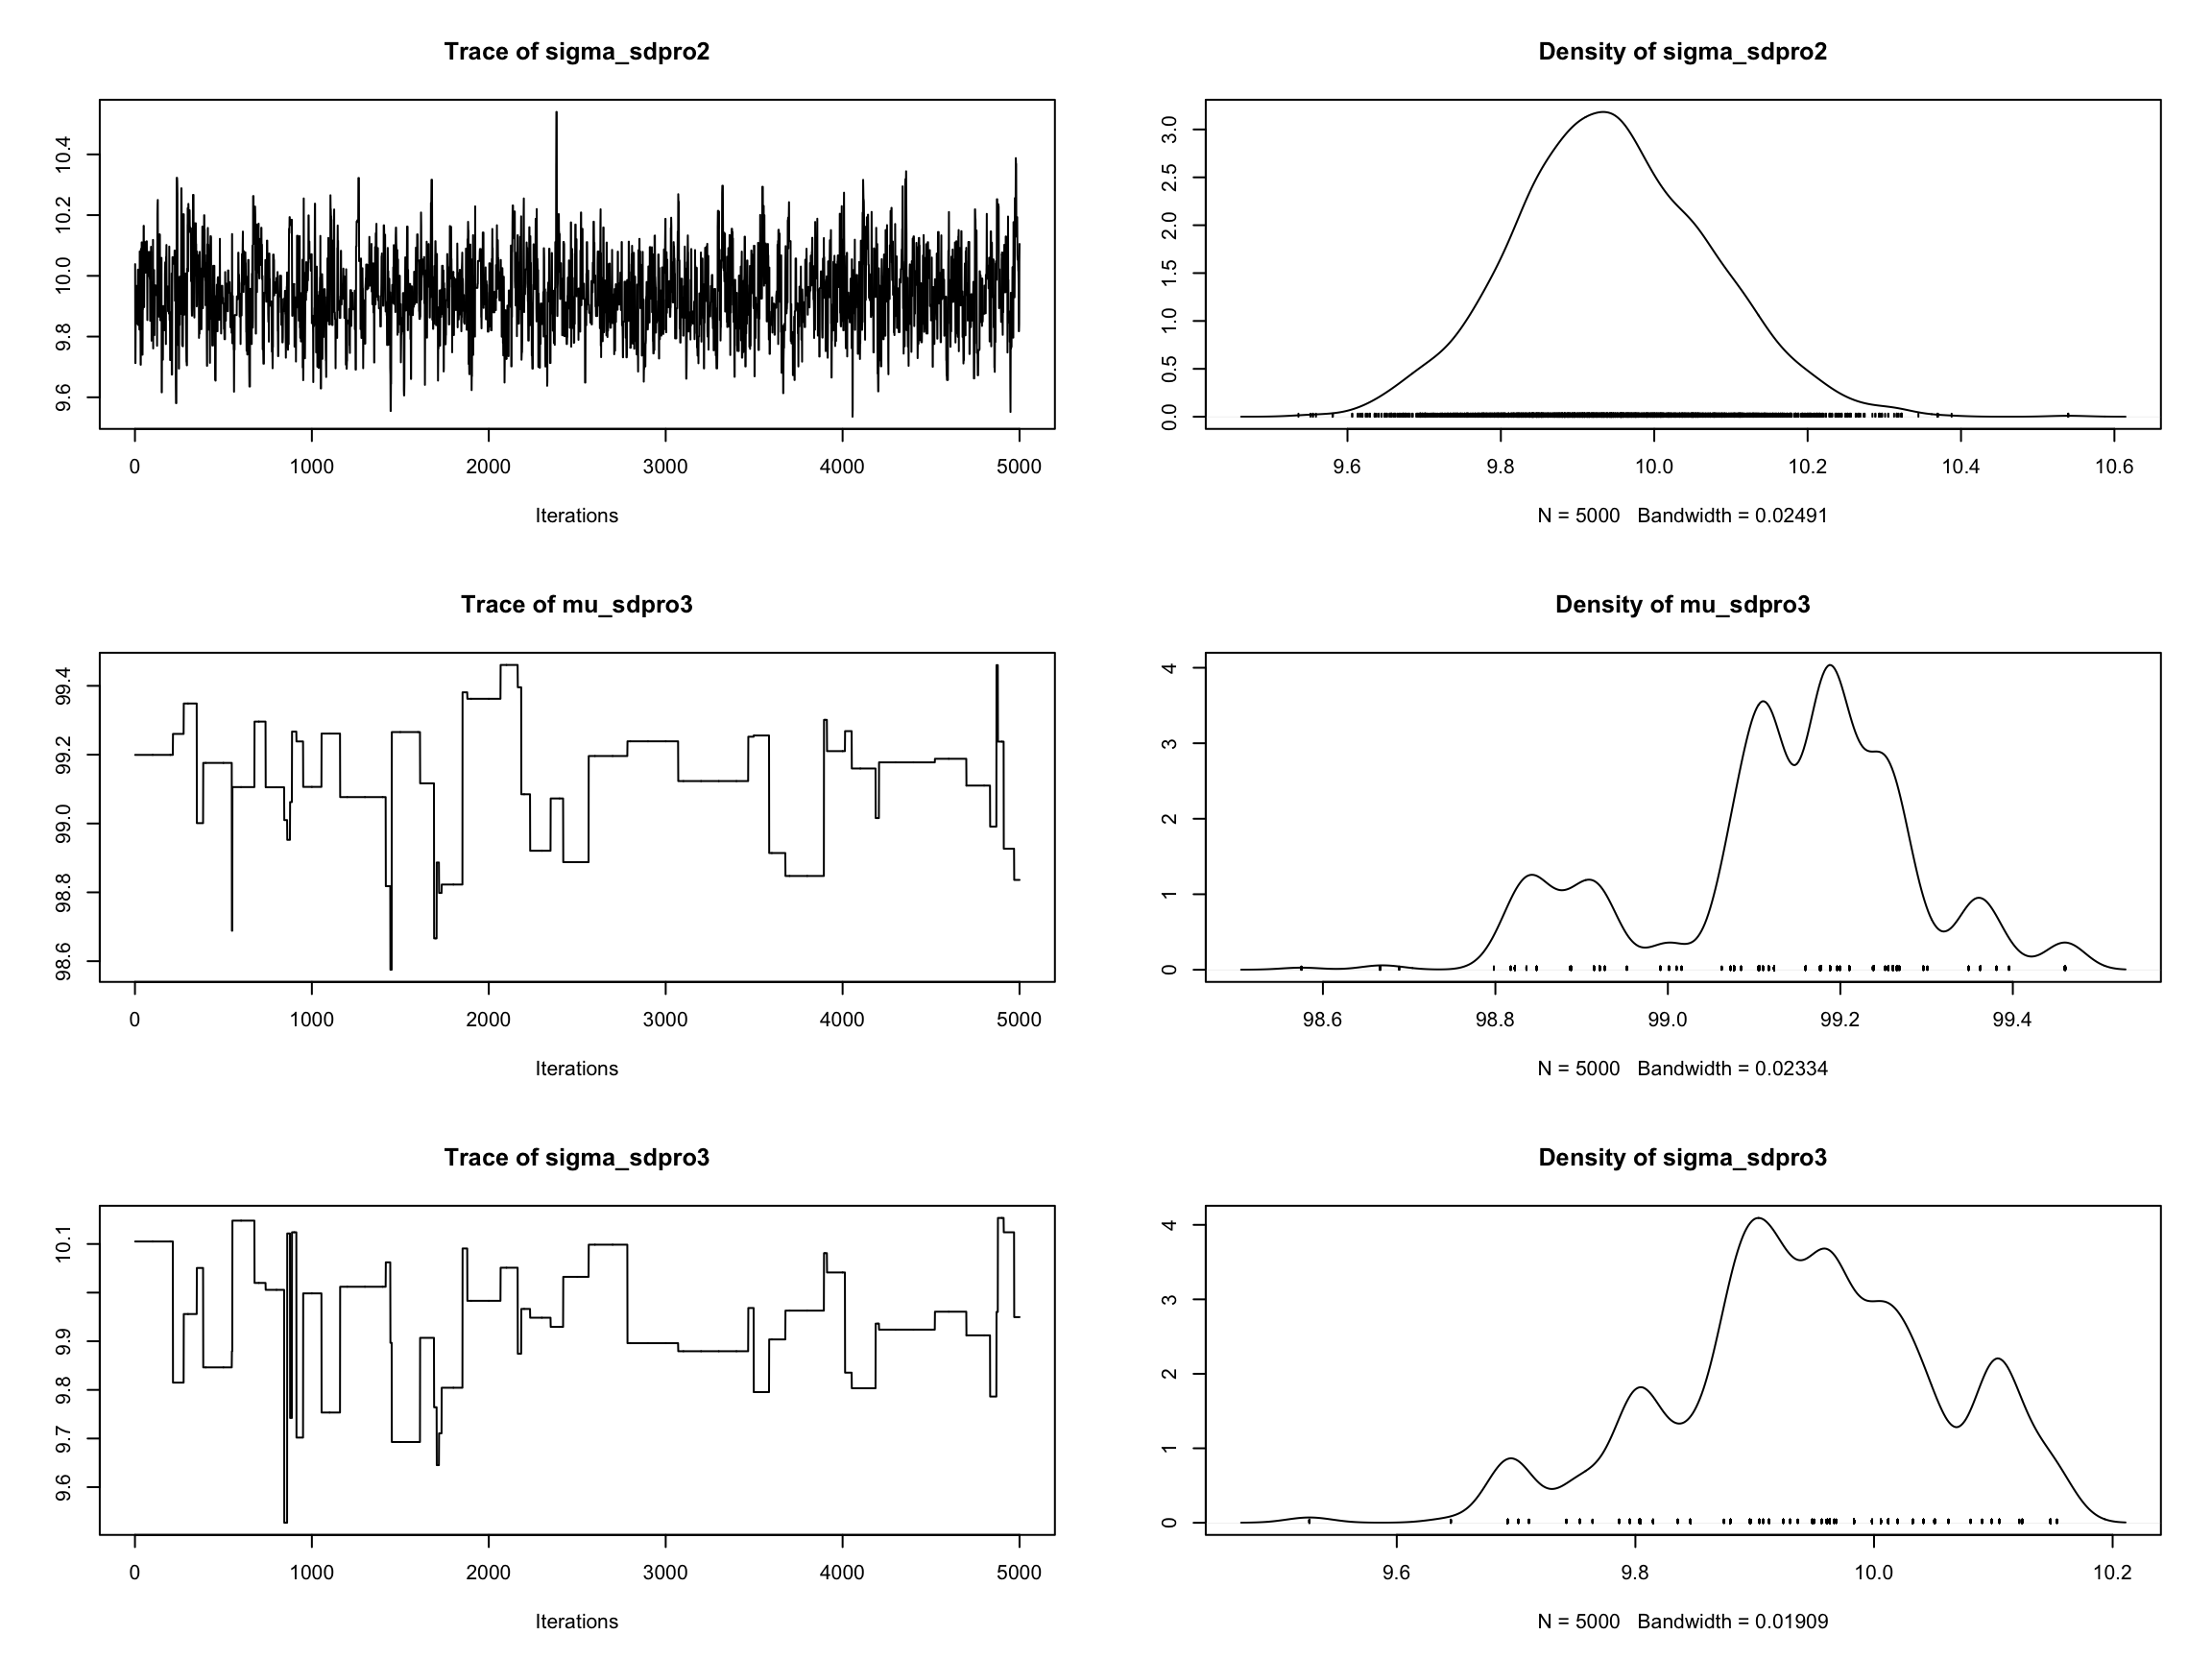 Trace of sigma_sdpro2
9.6 9.8 10.0 10.2 10.4
0 1000 2000 3000 4000 5000
Iterations
Density of sigma_sdpro2
0.0 0.5 1.0 1.5 2.0 2.5 3.0
9.6 9.8 10.0 10.2 10.4 10.6
N = 5000 Bandwidth = 0.02491
Trace of mu_sdpro3
98.6 98.8 99.0 99.2 99.4
0 1000 2000 3000 4000 5000
Iterations
Density of mu_sdpro3
0 1 2 3 4
98.6 98.8 99.0 99.2 99.4
N = 5000 Bandwidth = 0.02334
Trace of sigma_sdpro3
9.6 9.7 9.8 9.9 10.1
0 1000 2000 3000 4000 5000
Iterations
Density of sigma_sdpro3
0 1 2 3 4
9.6 9.8 10.0 10.2
N = 5000 Bandwidth = 0.01909